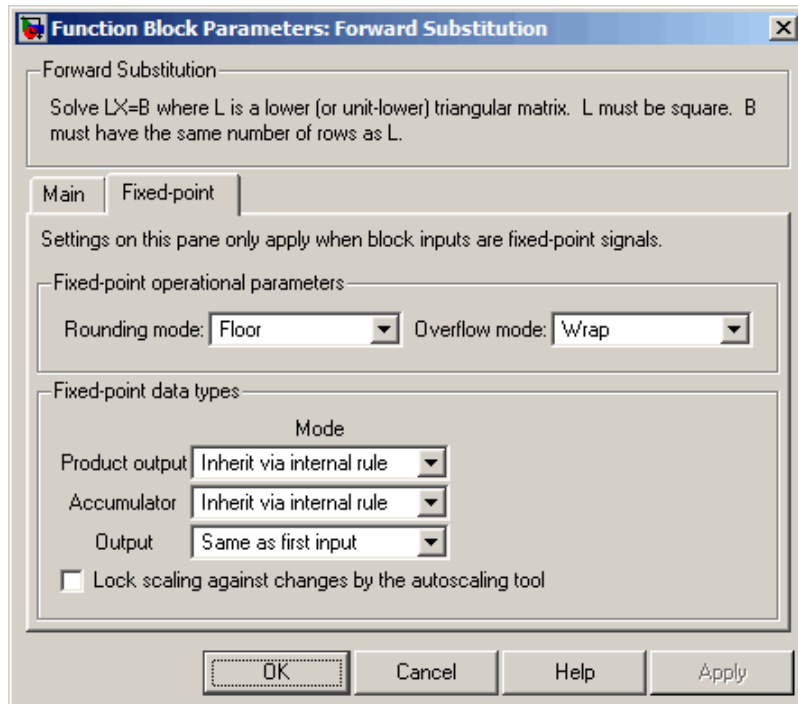 Function Block Parameters: Forward Substitution
Forward Substitution
Solve LX=B where L is a lower (or unit-lower) triangular matrix. L must be square. B
must have the same number of rows as L.
Main Fixed-point
Settings on this pane only apply when block inputs are fixed-point signals.
Fixed-point operational parameters
Rounding mode: Floor Overflow mode: Wrap
Fixed-point data types
Mode
Product output Inherit via internal rule
Accumulator Inherit via internal rule
Output Same as first input
Lock scaling against changes by the autoscaling tool
OK Cancel Help Apply